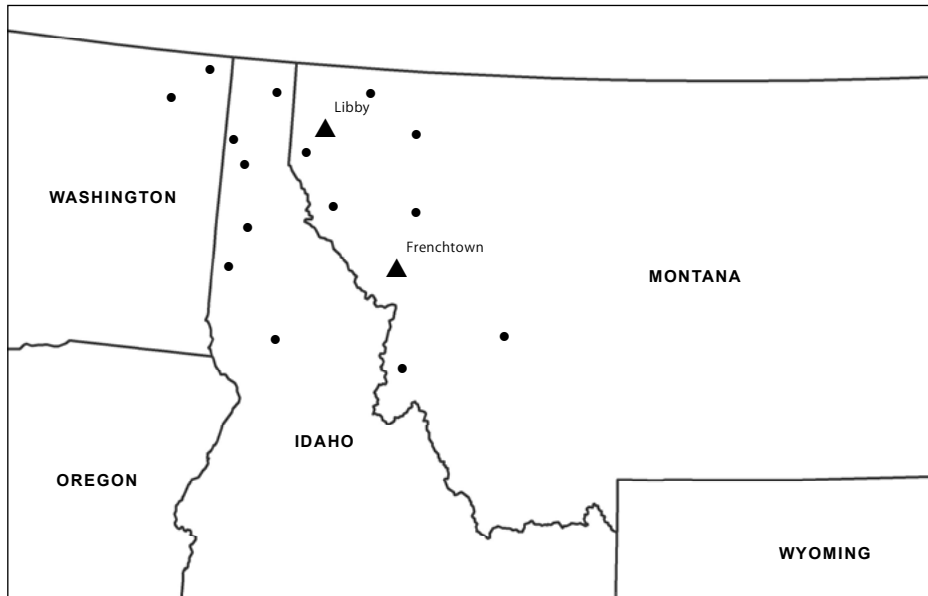 Libby
WASHINGTON
Frenchtown
MONTANA
IDAHO
OREGON
WYOMING